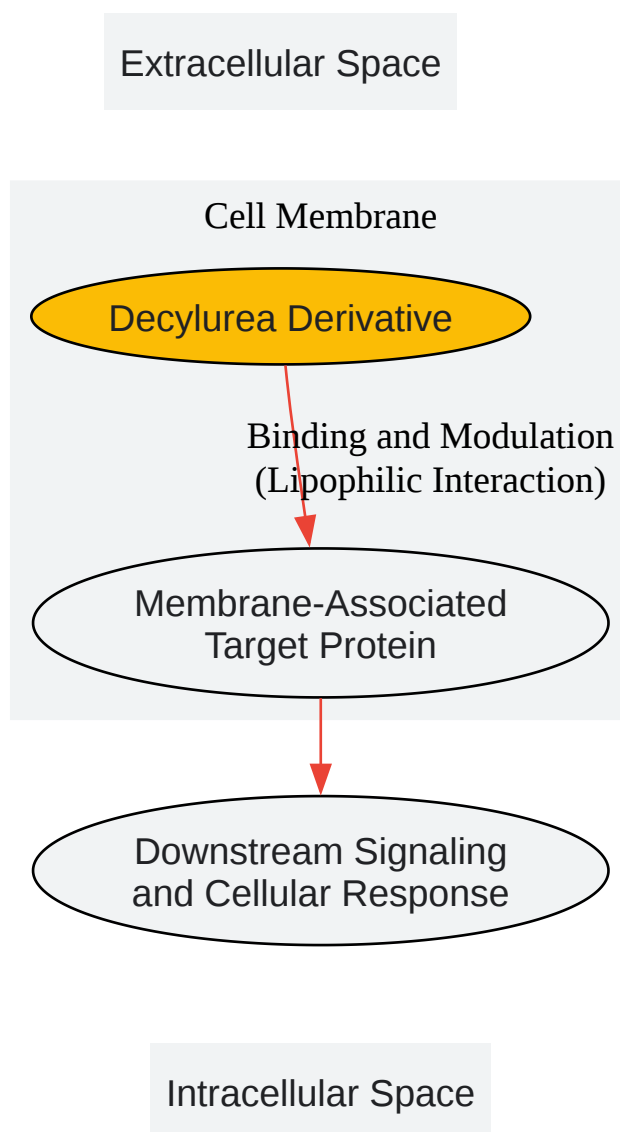 Extracellular Space
Cell Membrane
Decylurea Derivative
Binding and Modulation
(Lipophilic Interaction)
Membrane-Associated
Target Protein
Downstream Signaling
and Cellular Response
Intracellular Space